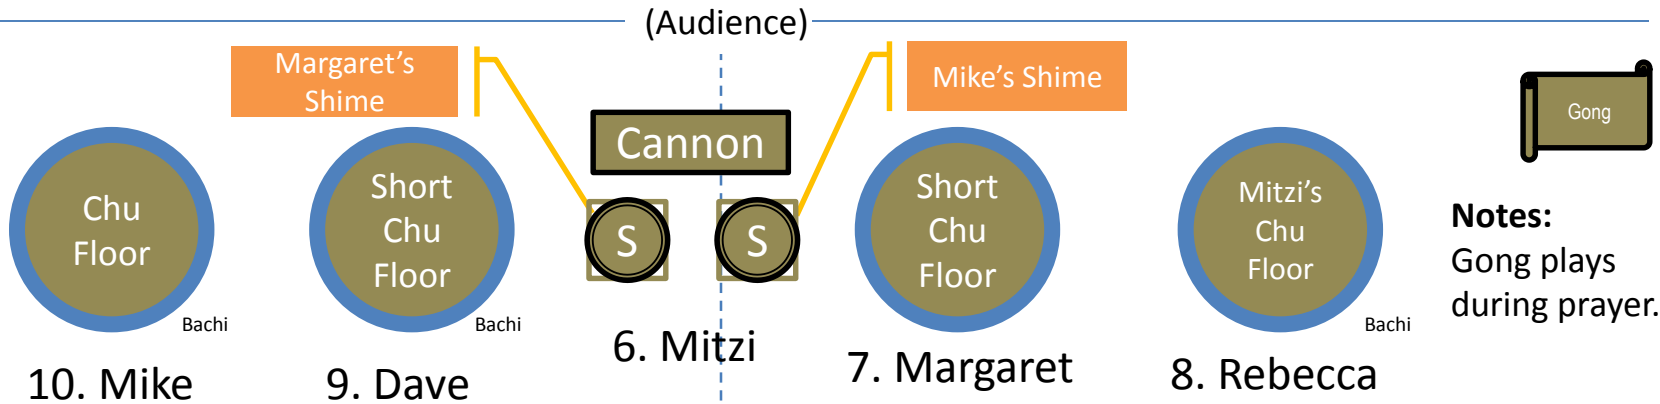 (Audience)
Margaret's
Shime
Mike's Shime
Cannon
Gong
Chu
Floor
Bachi
Short
Chu
Floor
Bachi
S
S
Short
Chu
Floor
Mitzi's
Chu
Floor
Bachi
Notes:
Gong plays
during prayer.
10. Mike
9. Dave
6. Mitzi
7. Margaret
8. Rebecca